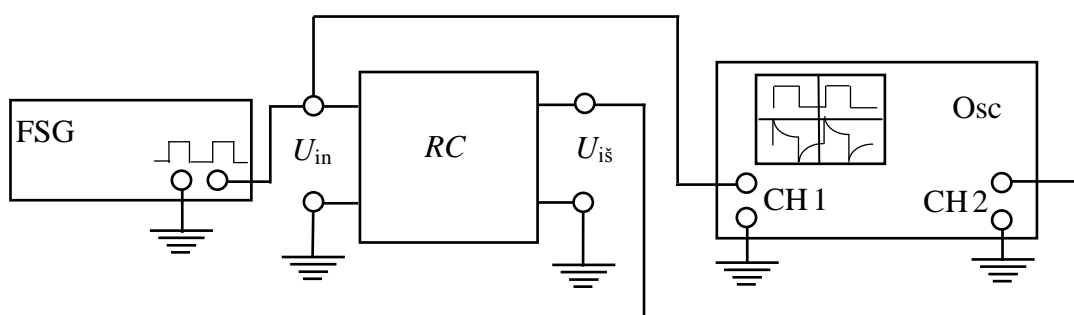 FSG
U_in
RC
U_iš
Osc
CH 1
CH 2